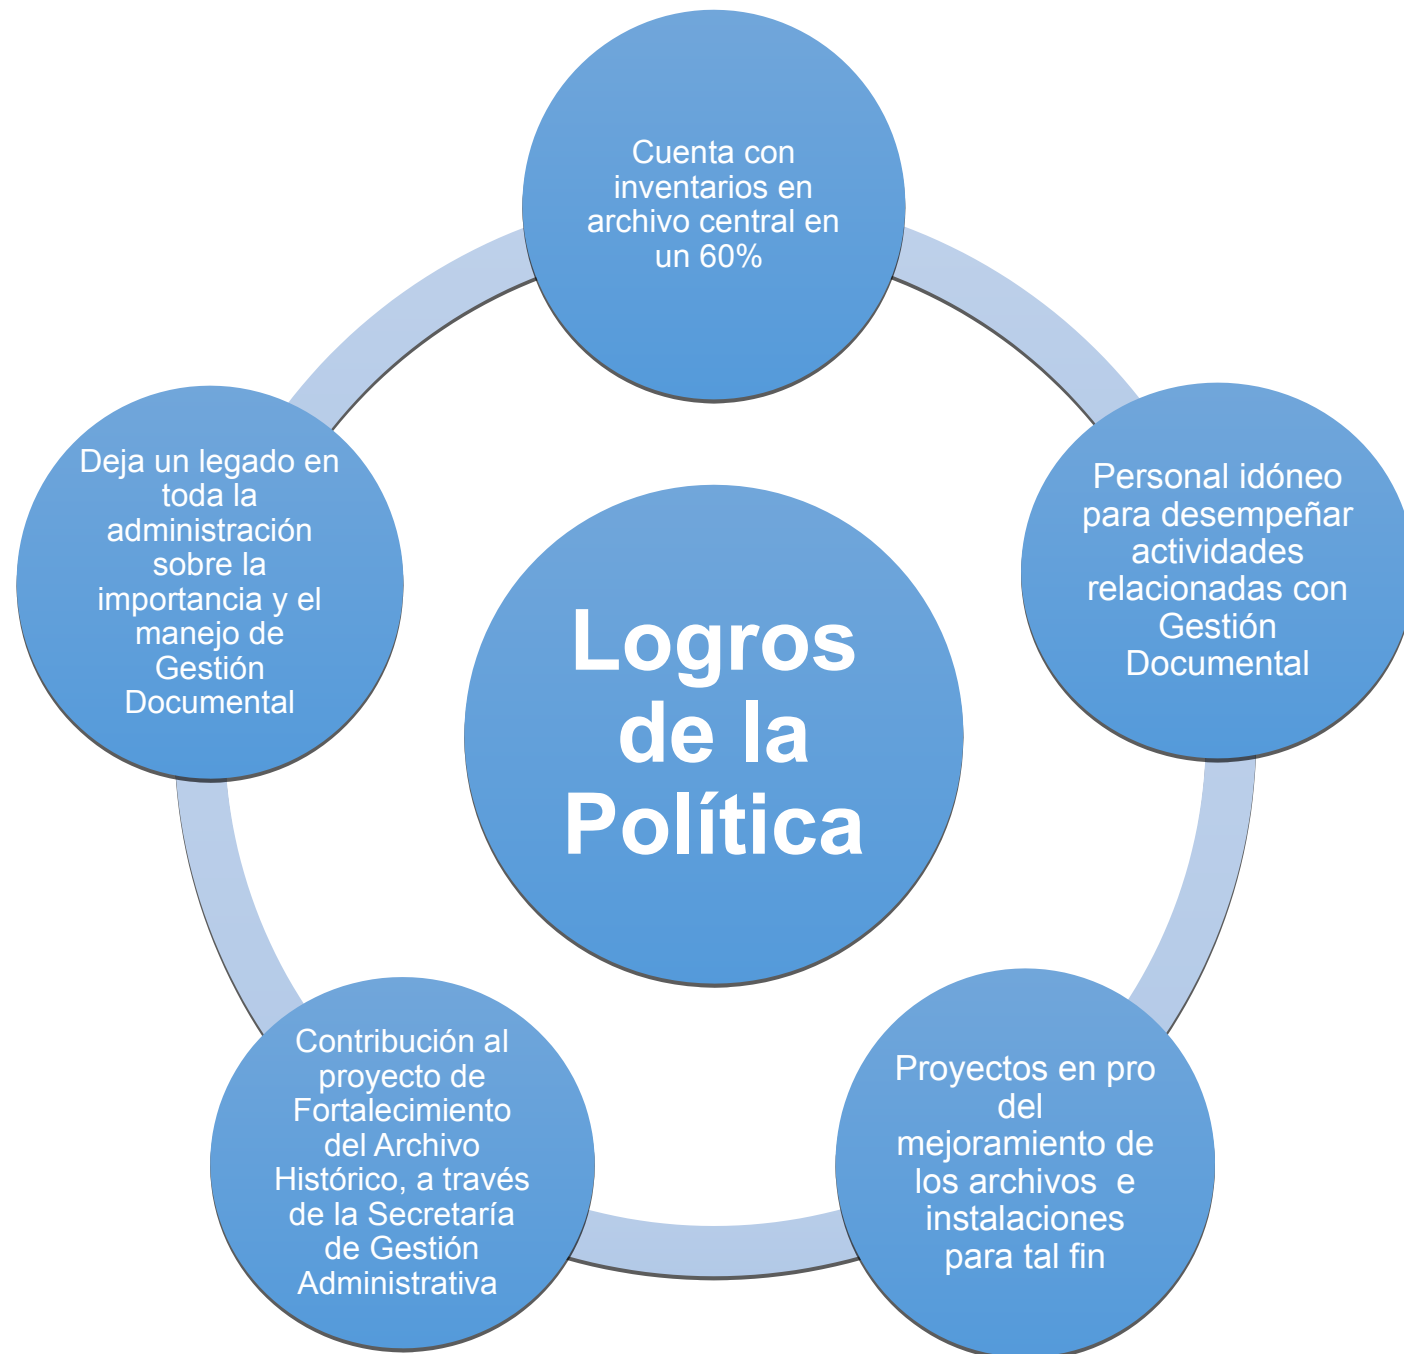 Cuenta con
inventarios en
archivo central en
un 60%
Personal idóneo
para desempeñar
actividades
relacionadas con
Gestión
Documental
Proyectos en pro
del
mejoramiento de
los archivos  e
instalaciones
para tal fin
Contribución al
proyecto de
Fortalecimiento
del Archivo
Histórico, a través
de la Secretaría
de Gestión
Administrativa
Deja un legado en
toda la
administración
sobre la
importancia y el
manejo de
Gestión
Documental
Logros
de la
Política